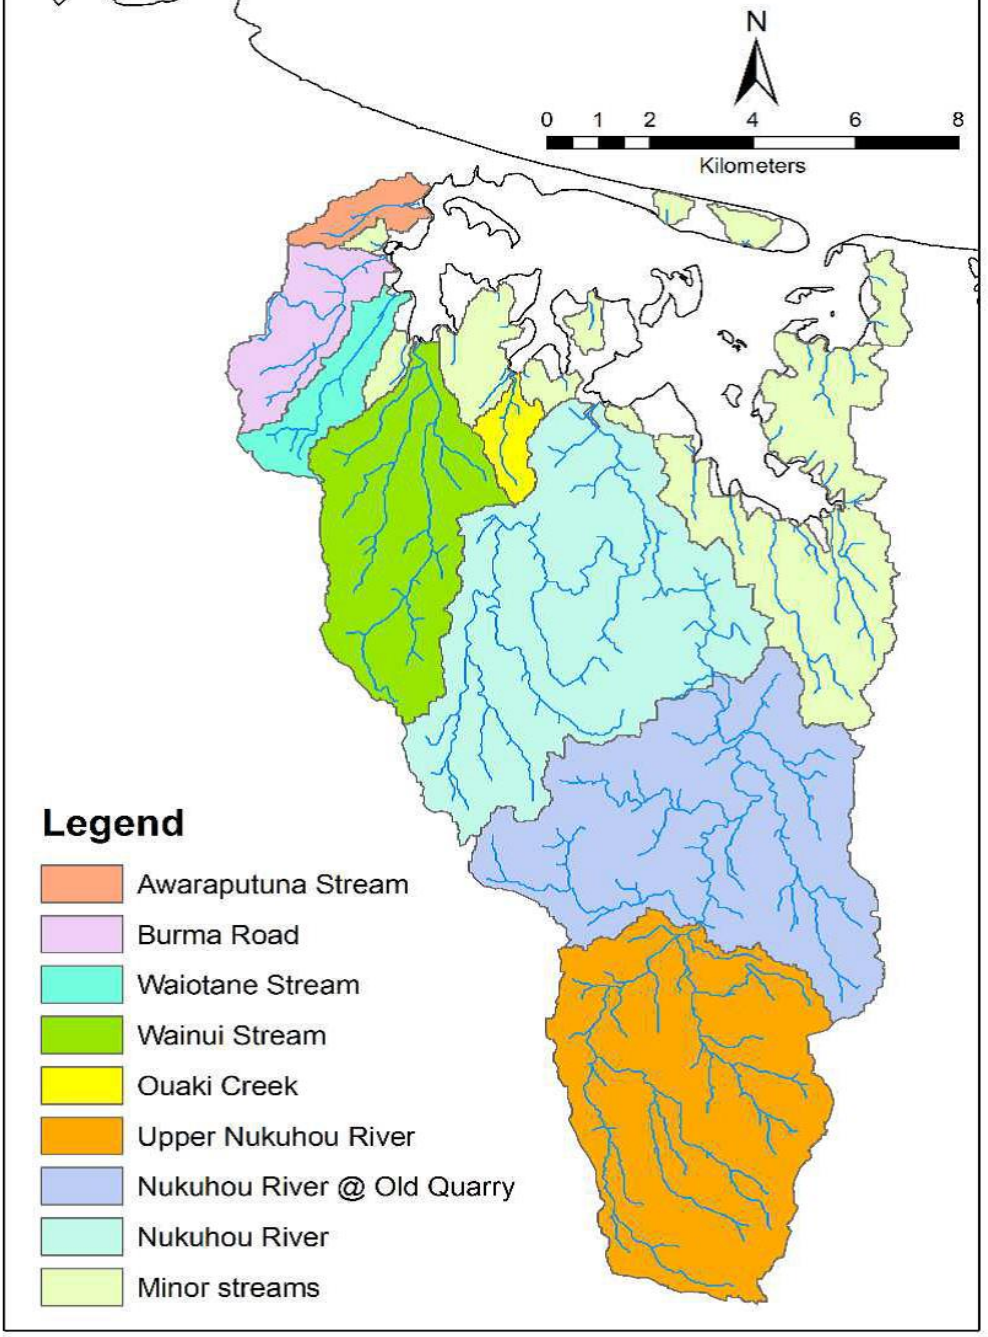 N
0 1 2 4 6 8
Kilometers
Legend
Awaraputuna Stream
Burma Road
Waiotane Stream
Wainui Stream
Ouaki Creek
Upper Nukuhou River
Nukuhou River @ Old Quarry
Nukuhou River
Minor streams